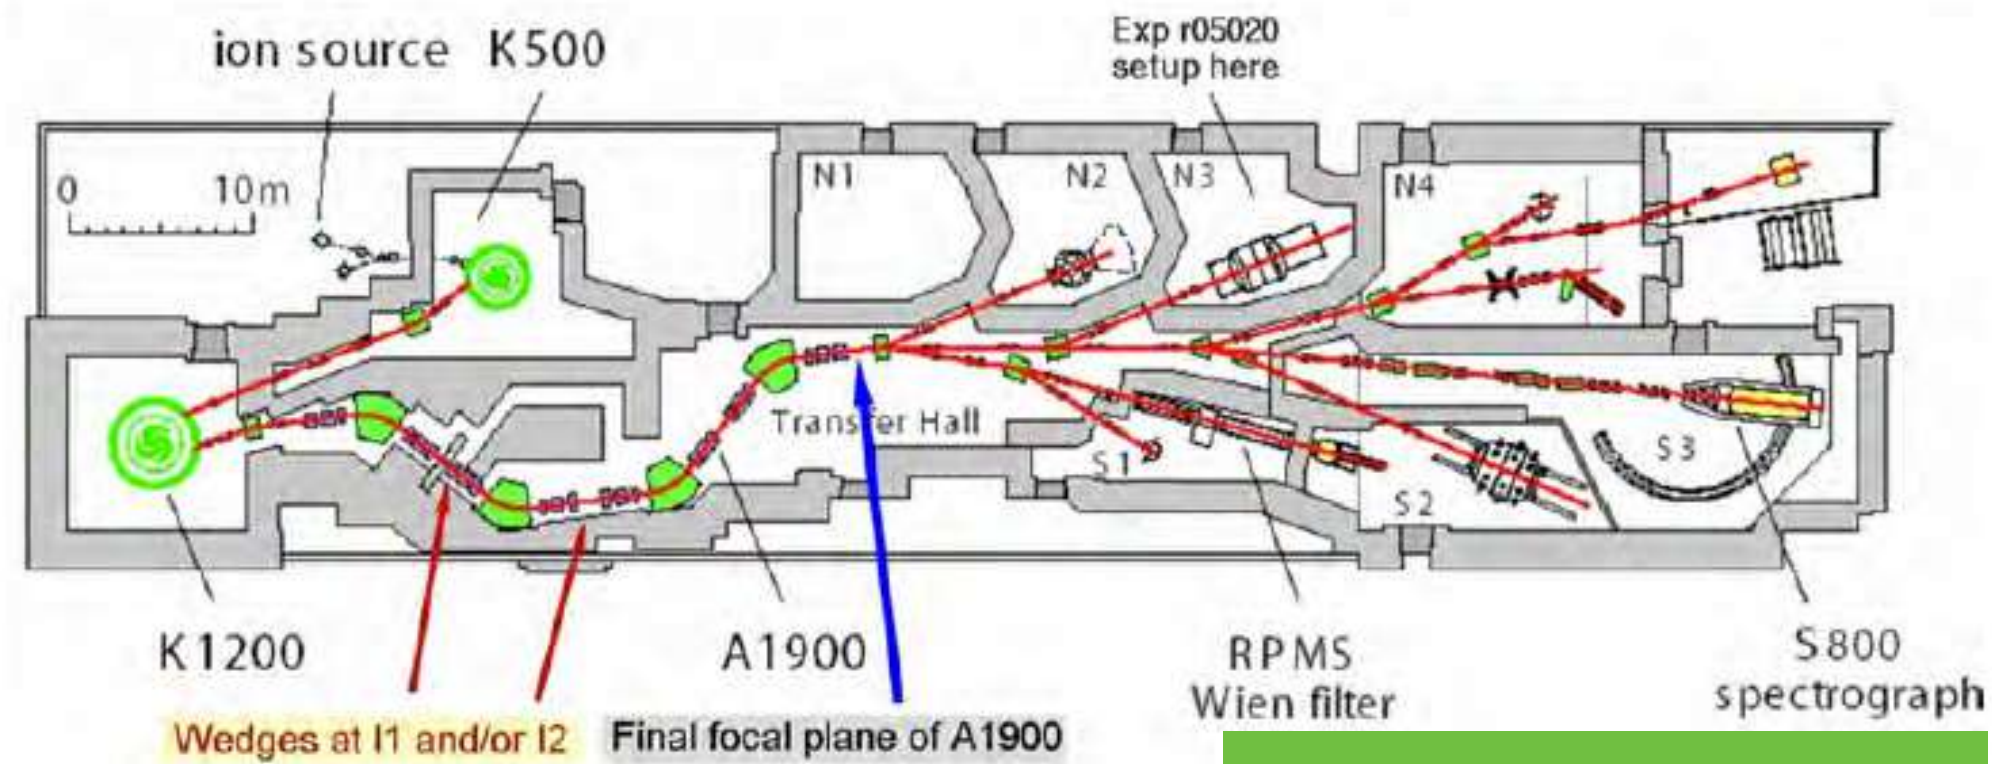 ion source
K500
Exp r05020
setup here
0
10m
N1
N2
N3
N4
Transfer Hall
S1
S2
S3
K1200
A1900
RPMS
Wien filter
S800
spectrograph
Wedges at I1 and/or I2
Final focal plane of A1900